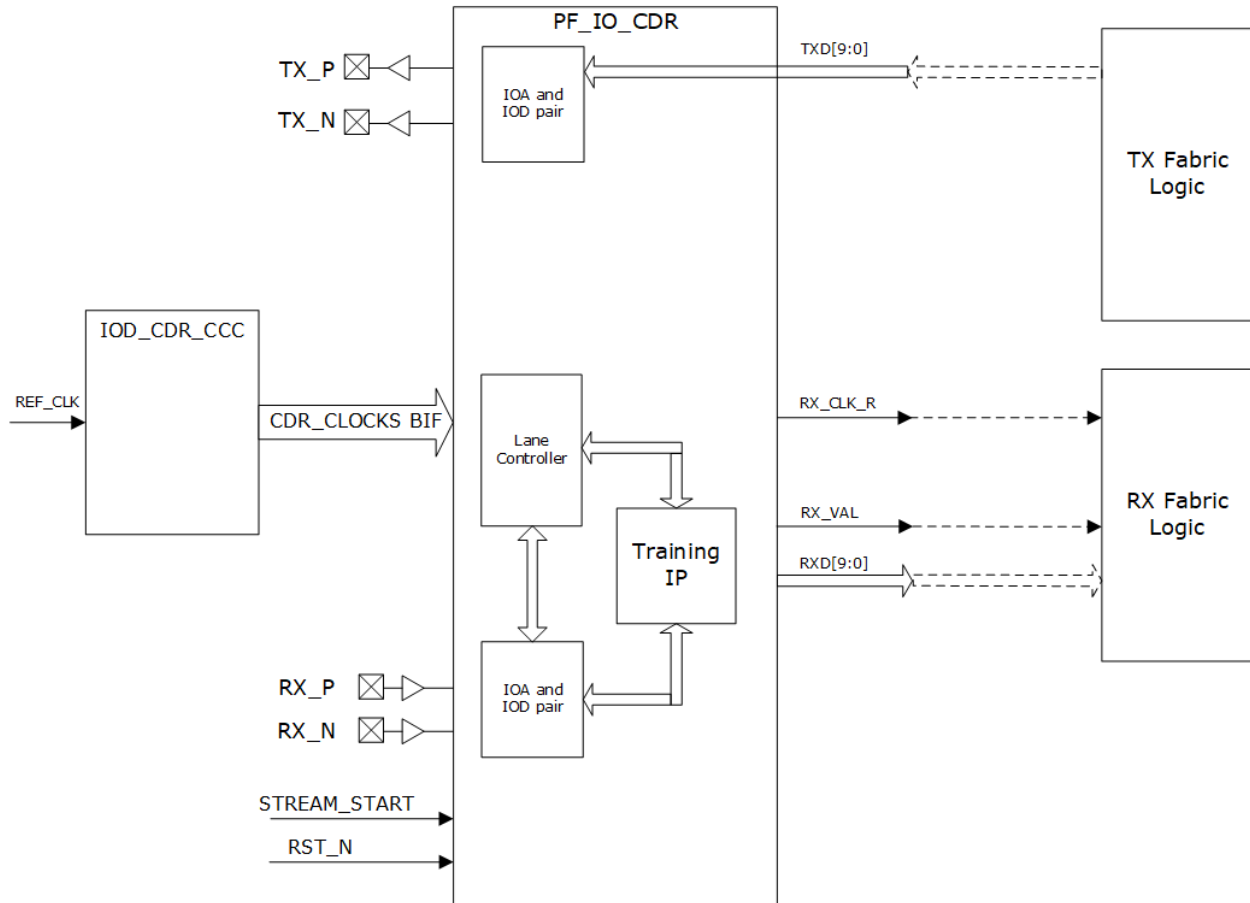 PF_IO_CDR
TX_P
TX_N
IOA and
IOD pair
TXD[9:0]
TX Fabric
Logic
IOD_CDR_CCC
REF_CLK
CDR_CLOCKS BIF
Lane
Controller
Training
IP
RX_CLK_R
RX_VAL
RXD[9:0]
RX Fabric
Logic
RX_P
RX_N
IOA and
IOD pair
STREAM_START
RST_N